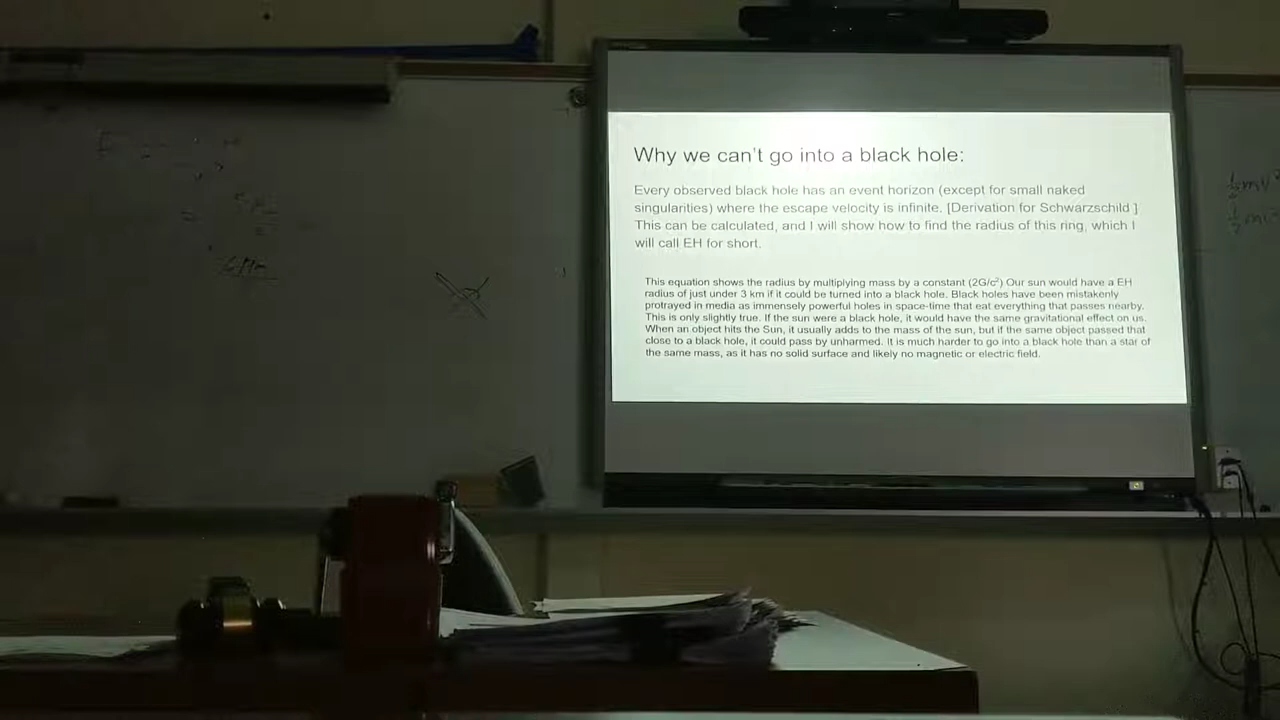 Why we can't go into a black hole:
Every observed black hole has an event horizon (except for small naked
singularities) where the escape velocity is infinite. [Derivation for Schwarzschild ]
This can be calculated, and I will show how to find the radius of this ring, which I
will call EH for short.
This equation shows the radius by multiplying mass by a constant (2G/c²) Our sun would have a EH
radius of just under 3 km if it could be turned into a black hole. Black holes have been mistakenly
protrayed in media as immensely powerful holes in space-time that eat everything that passes nearby.
This is only slightly true. If the sun were a black hole, it would have the same gravitational effect on us.
When an object hits the Sun, it usually adds to the mass of the sun, but if the same object passed that
close to a black hole, it could pass by unharmed. It is much harder to go into a black hole than a star of
the same mass, as it has no solid surface and likely no magnetic or electric field.